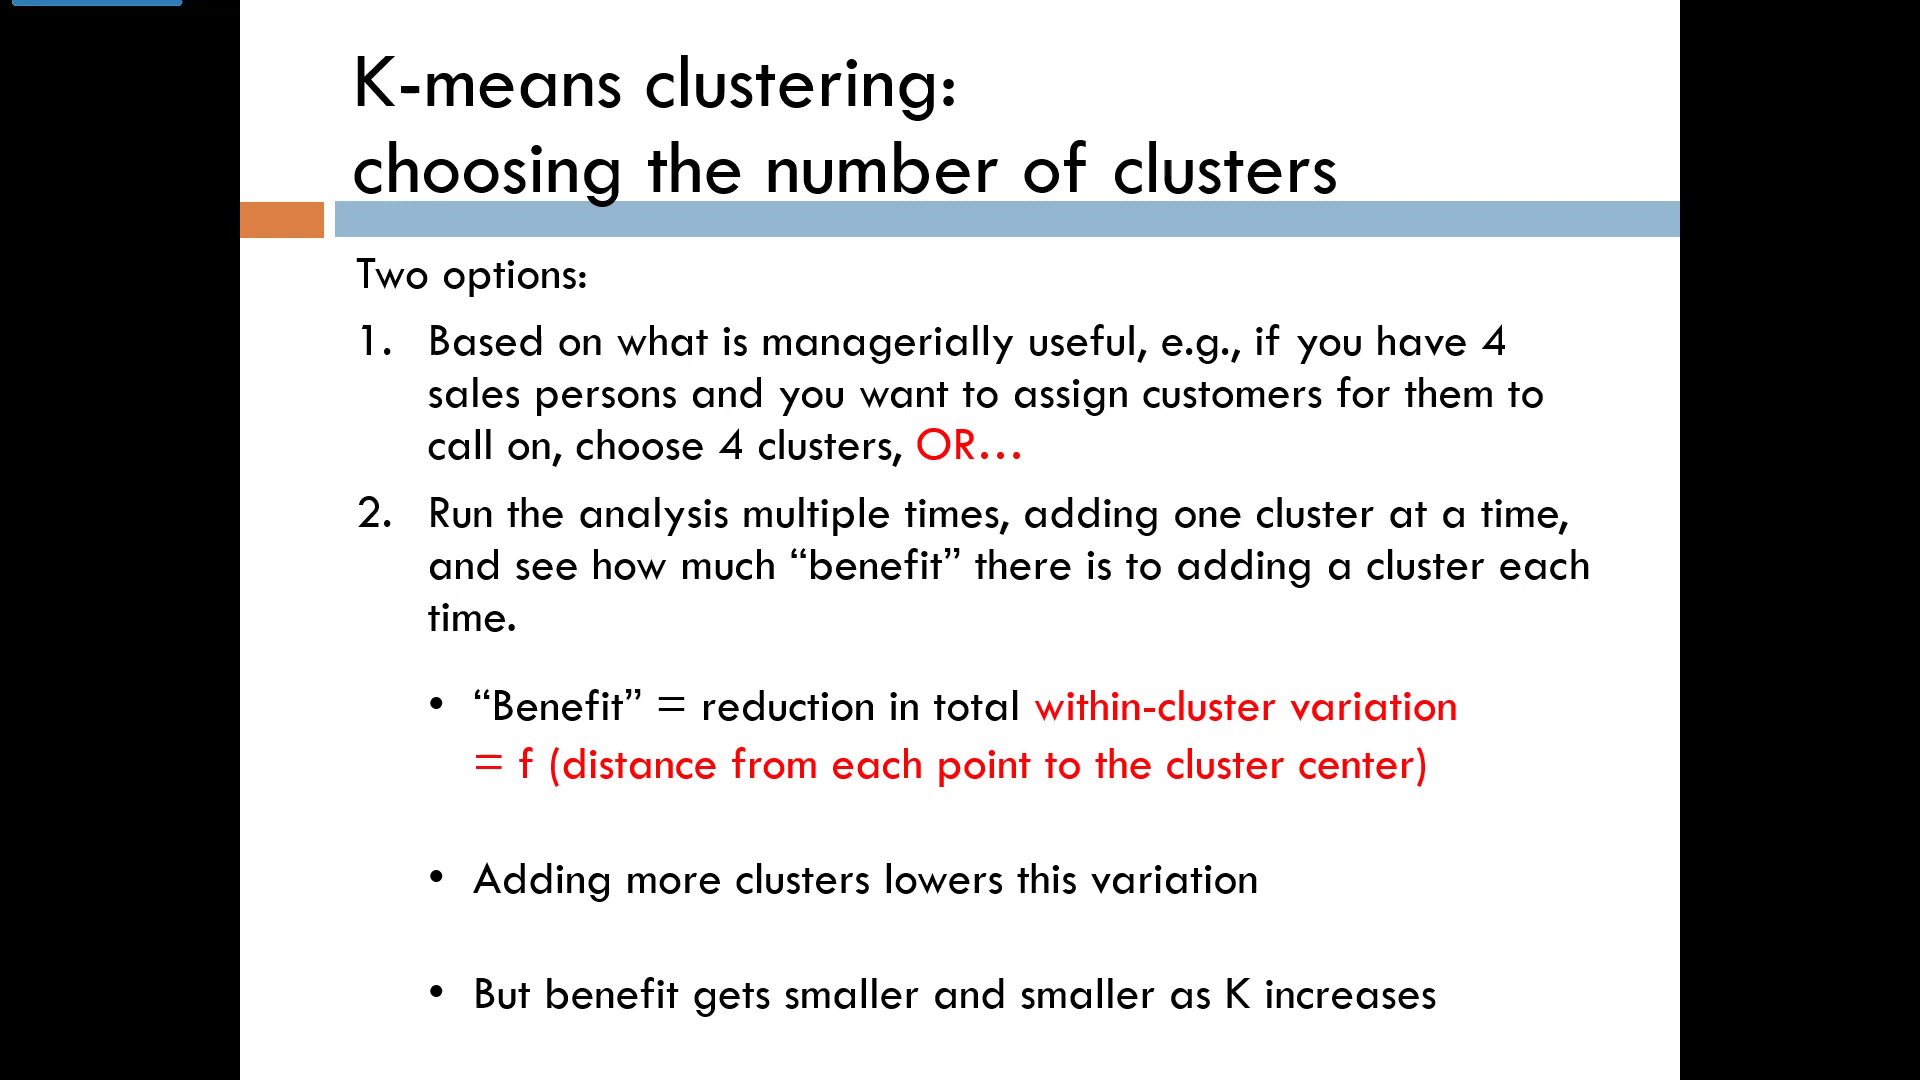 K-means clustering:
choosing the number of clusters
Two options:
1. Based on what is managerially useful, e.g., if you have 4
sales persons and you want to assign customers for them to
call on, choose 4 clusters, OR...
2. Run the analysis multiple times, adding one cluster at a time,
and see how much “benefit” there is to adding a cluster each
time.
• “Benefit” = reduction in total within-cluster variation
= f (distance from each point to the cluster center)
• Adding more clusters lowers this variation
• But benefit gets smaller and smaller as K increases